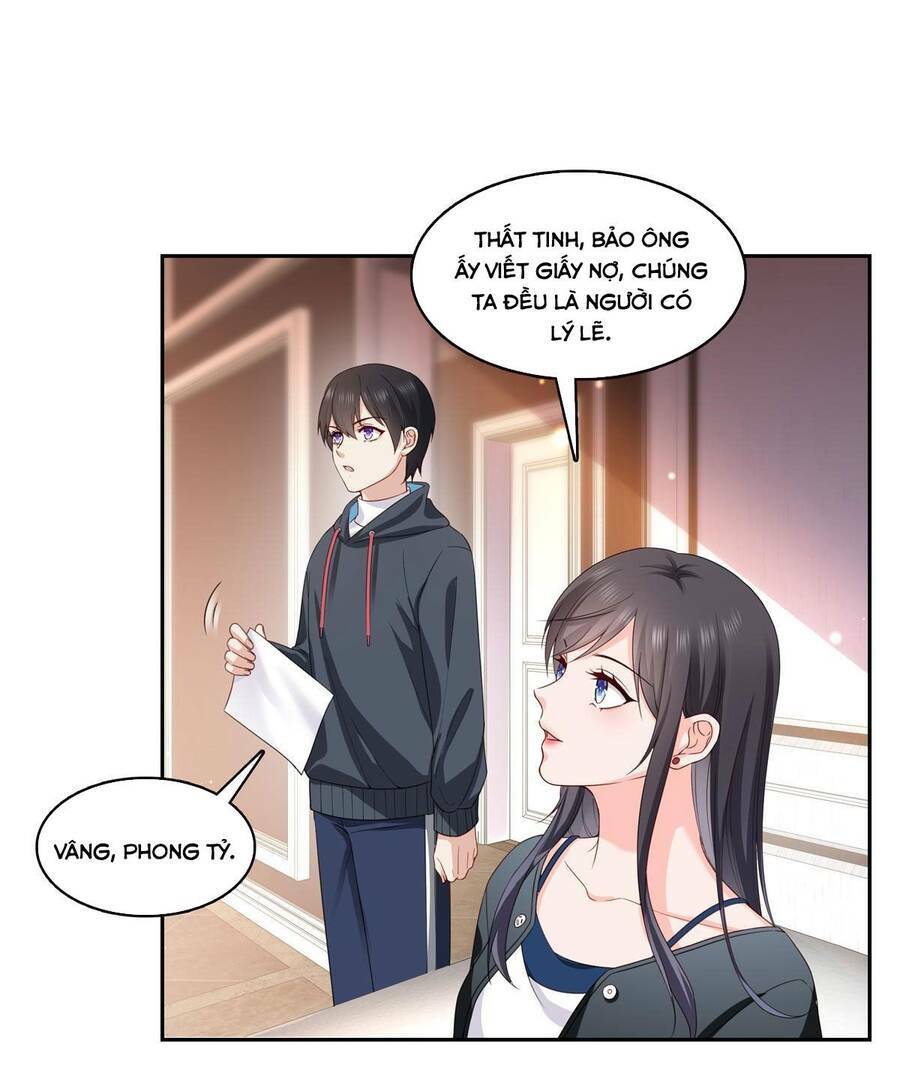 THẤT TINH, BẢO ÔNG
ẤY VIẾT GIẤY NỢ, CHÚNG
TA ĐỀU LÀ NGƯỜI CÓ
LÝ LẼ.
VÂNG, PHONG TỶ.